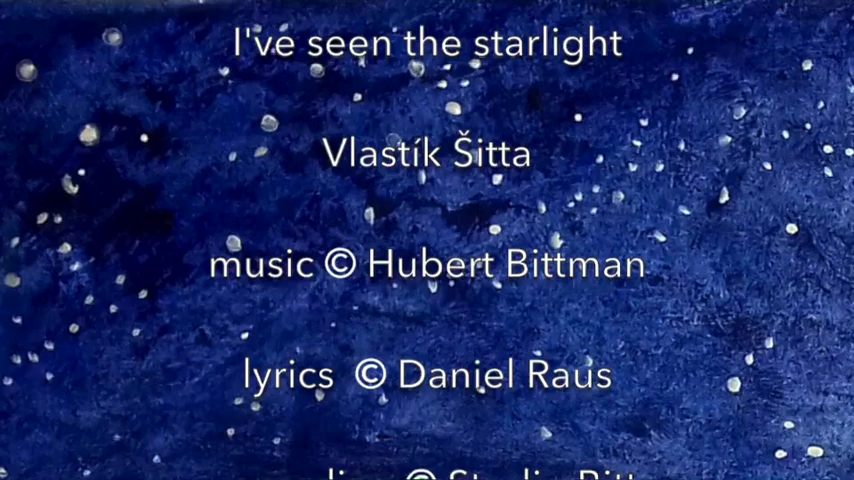 I've seen the starlight
Vlastík Šitta
music © Hubert Bittman
lyrics © Daniel Raus